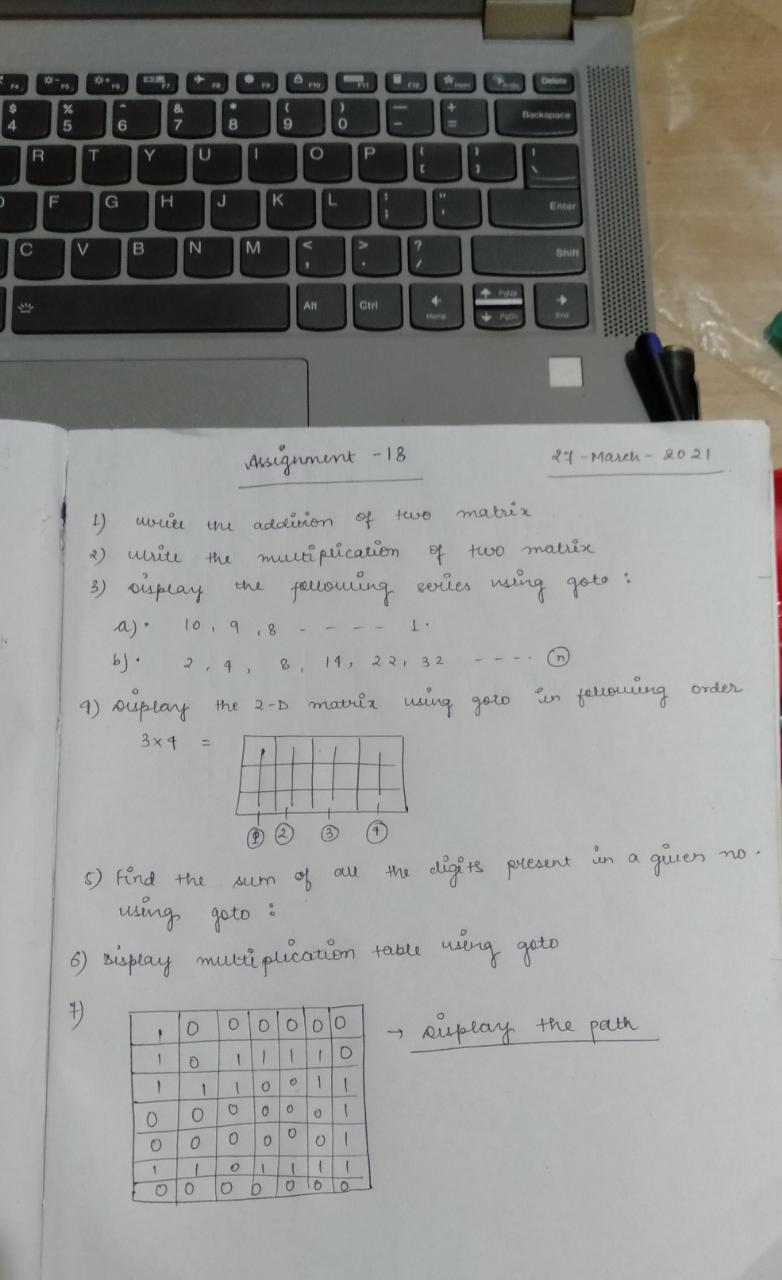 F4 F5 F6 F7 F8 F9 F10 F11 Delete
$ 4 % 5 ^ 6 & 7 * 8 ( 9 ) 0 — - + = Backspace
R T Y U I O P { [ } ] | \
D F G H J K L : ; " ' Enter
C V B N M < , > . ? / Shift
Alt Ctrl Home PgUp PgDn End
Assignment -18 27-March-2021
1) write the addition of two matrix
2) write the multiplication of two matrix
3) Display the following series using goto :
a). 10, 9, 8 - - - - 1.
b). 2, 4, 8, 14, 22, 32 - - - - n
4) Display the 2-D matrix using goto in following order
3×4 =
1 2 3 4
5) Find the sum of all the digits present in a given no.
using goto :
6) Display multiplication table using goto
7)
1 0 0 0 0 0 0 → Display the path
1 0 1 1 1 1 0
1 1 1 0 0 1 1
0 0 0 0 0 0 1
0 0 0 0 0 0 1
1 1 0 1 1 1 1
0 0 0 0 0 0 0